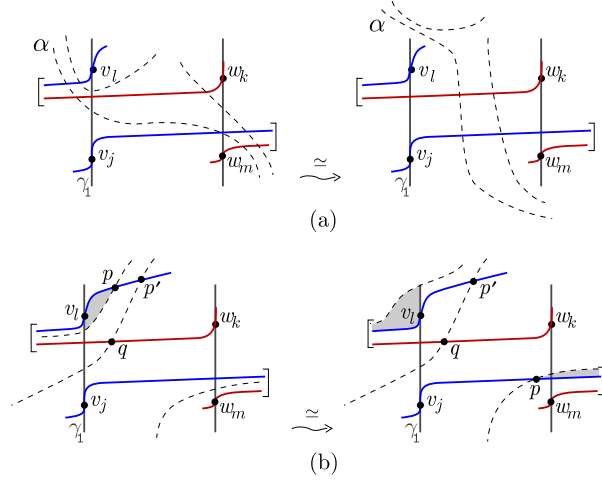 α α
v_l w_k v_l w_k
v_j w_m v_j w_m
γ_1 ≃ γ_1
(a)
p p' p'
v_l w_k v_l w_k
q q
v_j w_m v_j p w_m
γ_1 ≃ γ_1
(b)